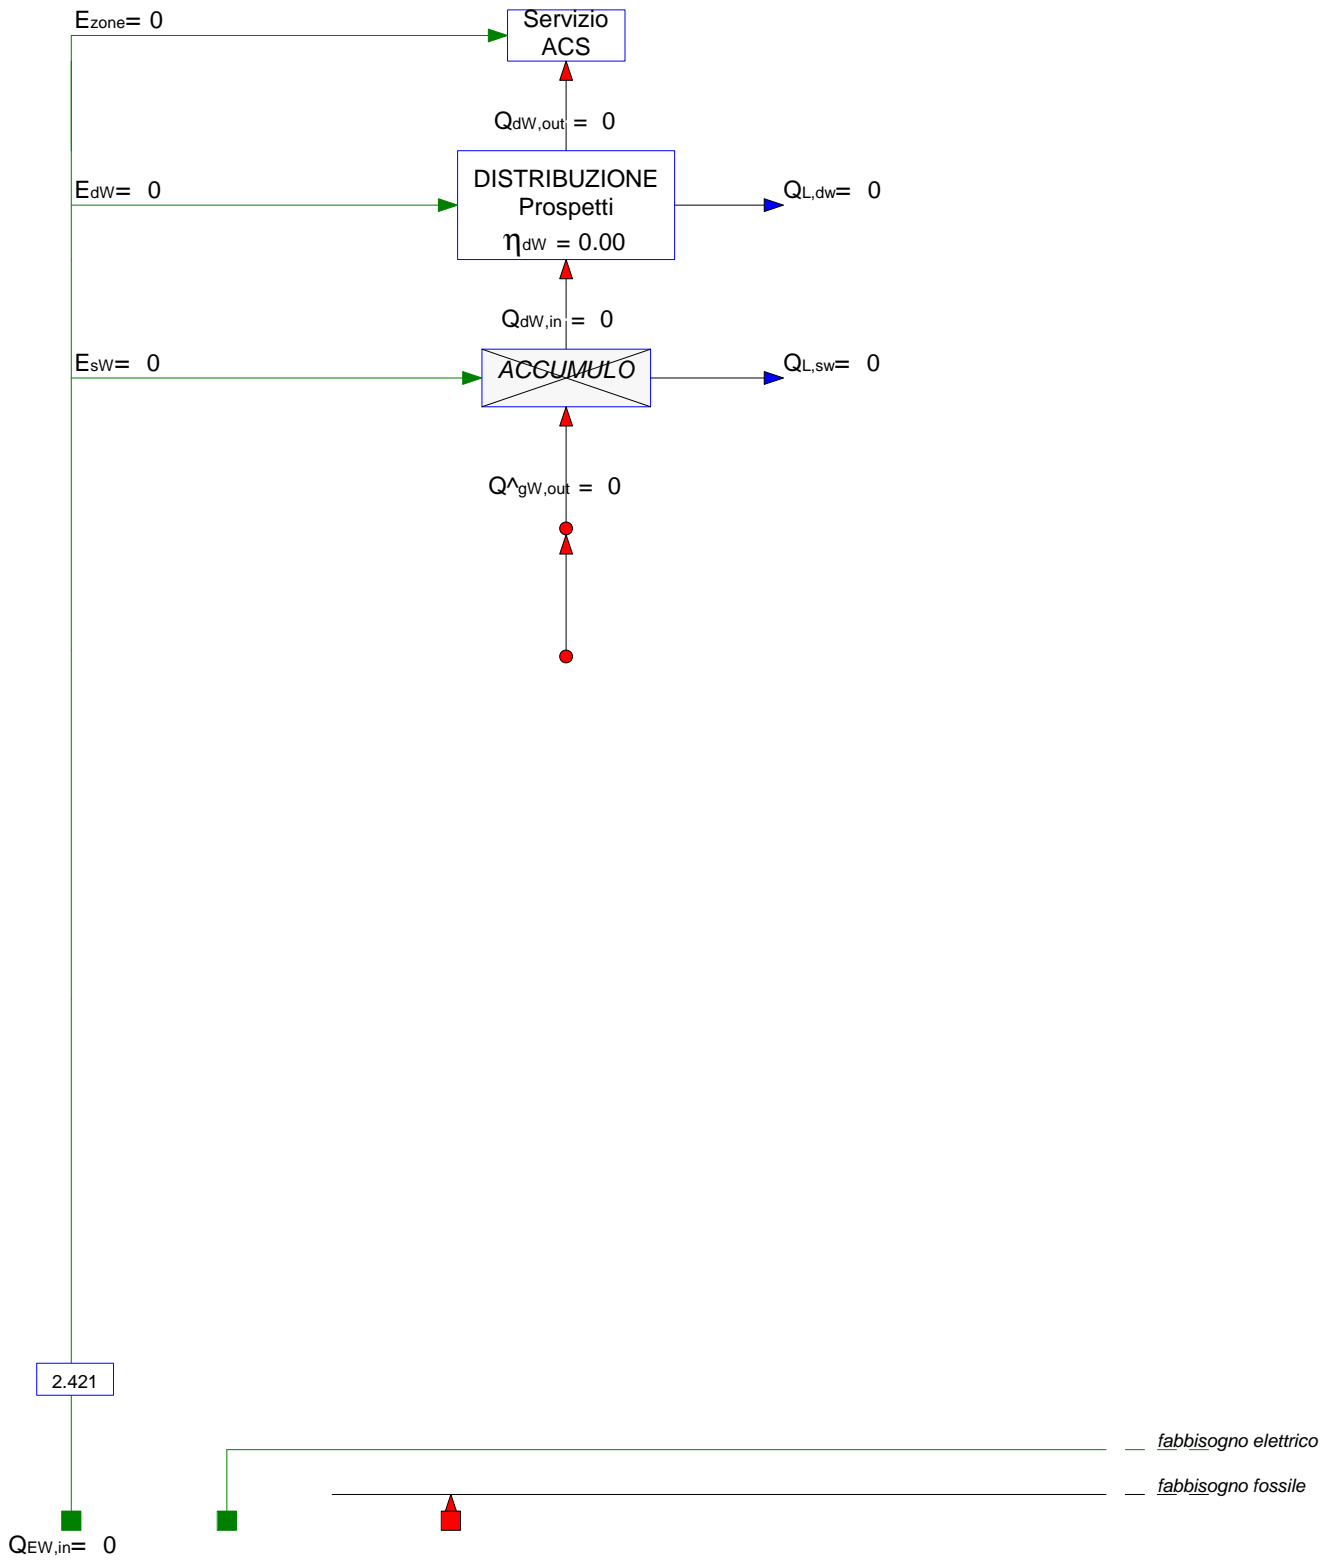 Ezone= 0
Servizio
ACS
QdW,out = 0
EdW= 0
DISTRIBUZIONE
Prospetti
ηdW = 0.00
QL,dw= 0
QdW,in = 0
EsW= 0
ACCUMULO
QL,sw= 0
Q^gW,out = 0
2.421
fabbisogno elettrico
fabbisogno fossile
QEW,in= 0